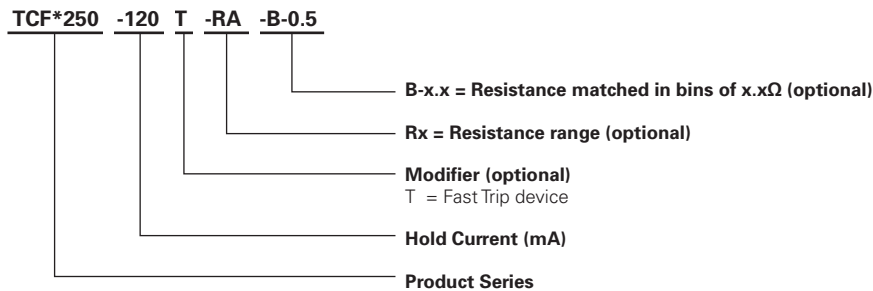 TCF*250 -120 T -RA -B-0.5
B-x.x = Resistance matched in bins of x.xΩ (optional)
Rx = Resistance range (optional)
Modifier (optional)
T = Fast Trip device
Hold Current (mA)
Product Series